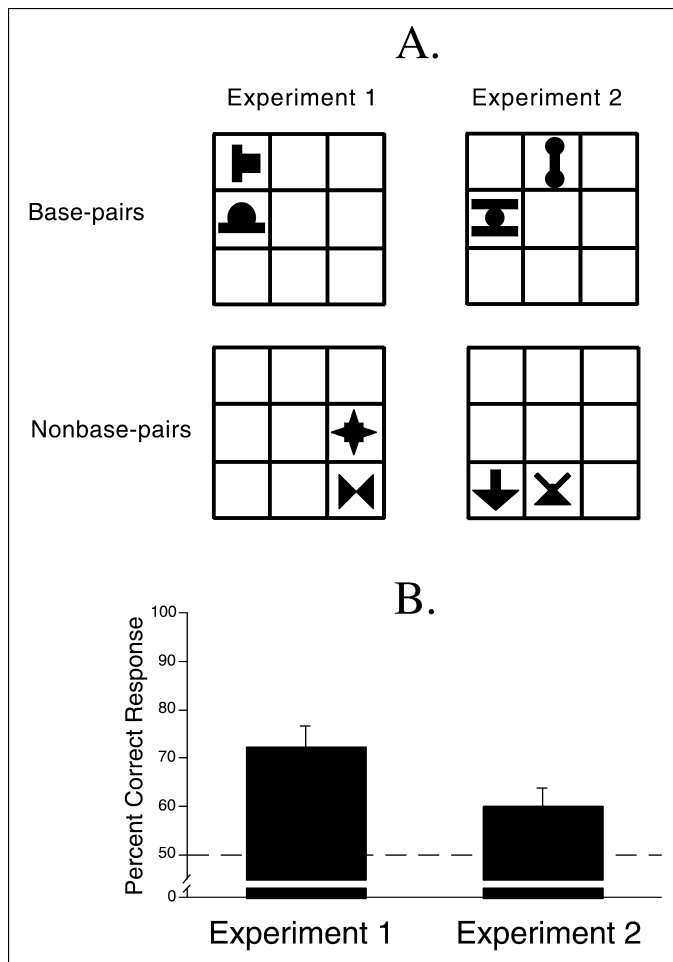 A.
Experiment 1 Experiment 2
Base-pairs
Nonbase-pairs
B.
Percent Correct Response
100
90
80
70
60
50
0
Experiment 1 Experiment 2